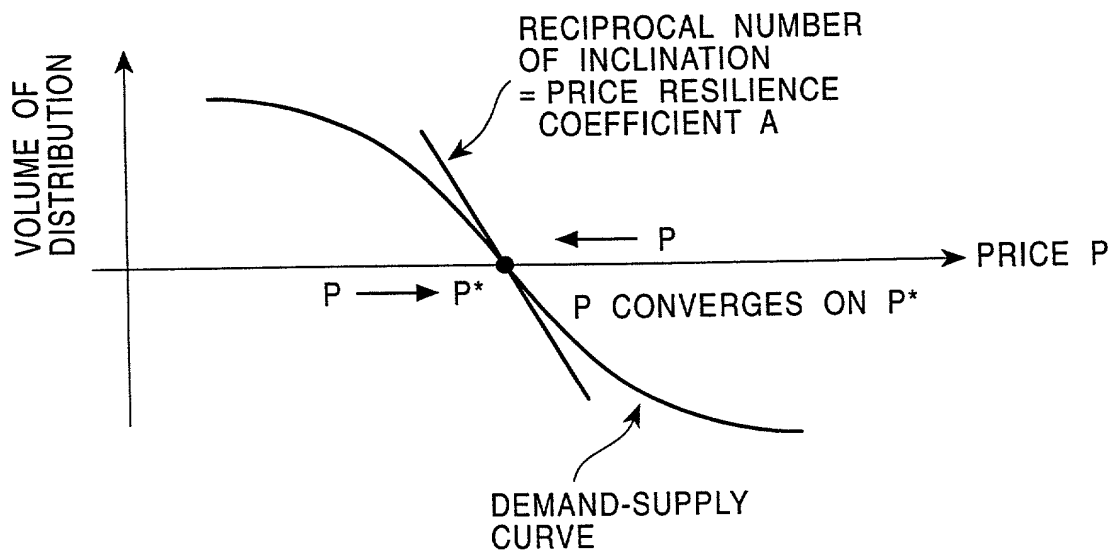 RECIPROCAL NUMBER
OF INCLINATION
= PRICE RESILIENCE
COEFFICIENT A
VOLUME OF
DISTRIBUTION
P
PRICE P
P
P*
P CONVERGES ON P*
DEMAND-SUPPLY
CURVE